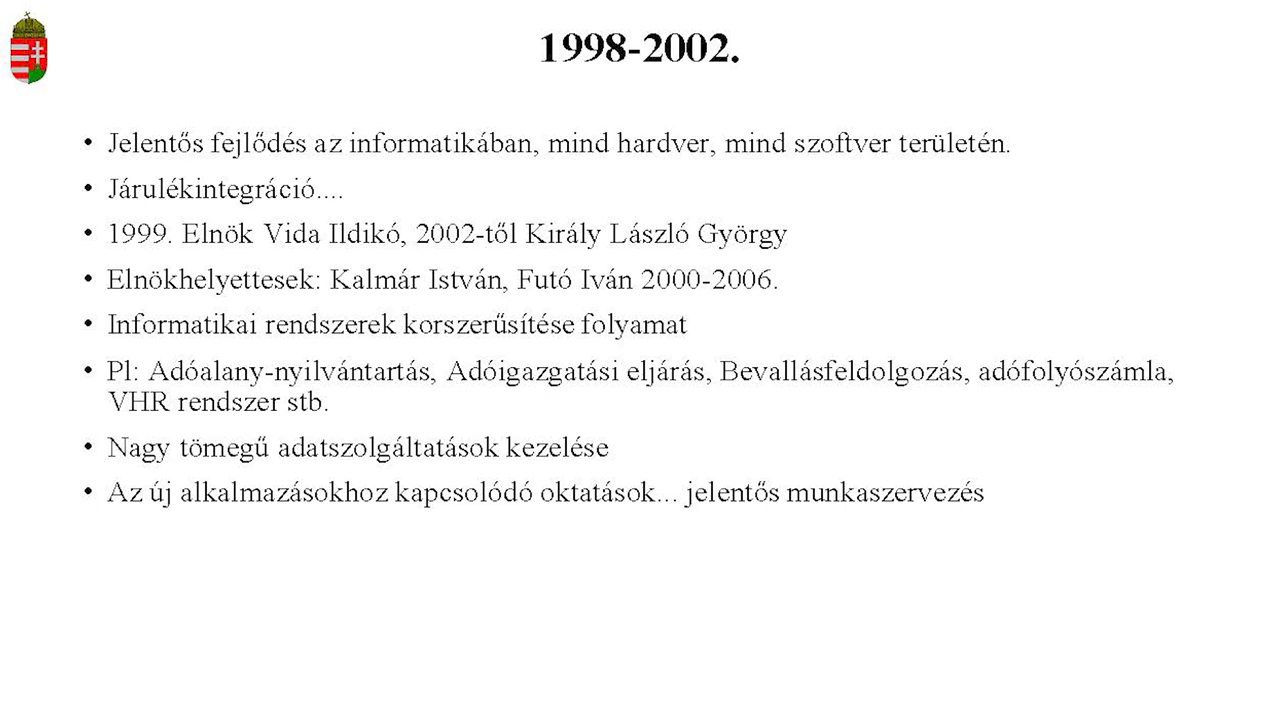 1998-2002.
• Jelentős fejlődés az informatikában, mind hardver, mind szoftver területén.
• Járulékintegráció....
• 1999. Elnök Vida Ildikó, 2002-től Király László György
• Elnökhelyettesek: Kalmár István, Futó Iván 2000-2006.
• Informatikai rendszerek korszerűsítése folyamat
• Pl: Adóalany-nyilvántartás, Adóigazgatási eljárás, Bevallásfeldolgozás, adófolyószámla,
VHR rendszer stb.
• Nagy tömegű adatszolgáltatások kezelése
• Az új alkalmazásokhoz kapcsolódó oktatások... jelentős munkaszervezés